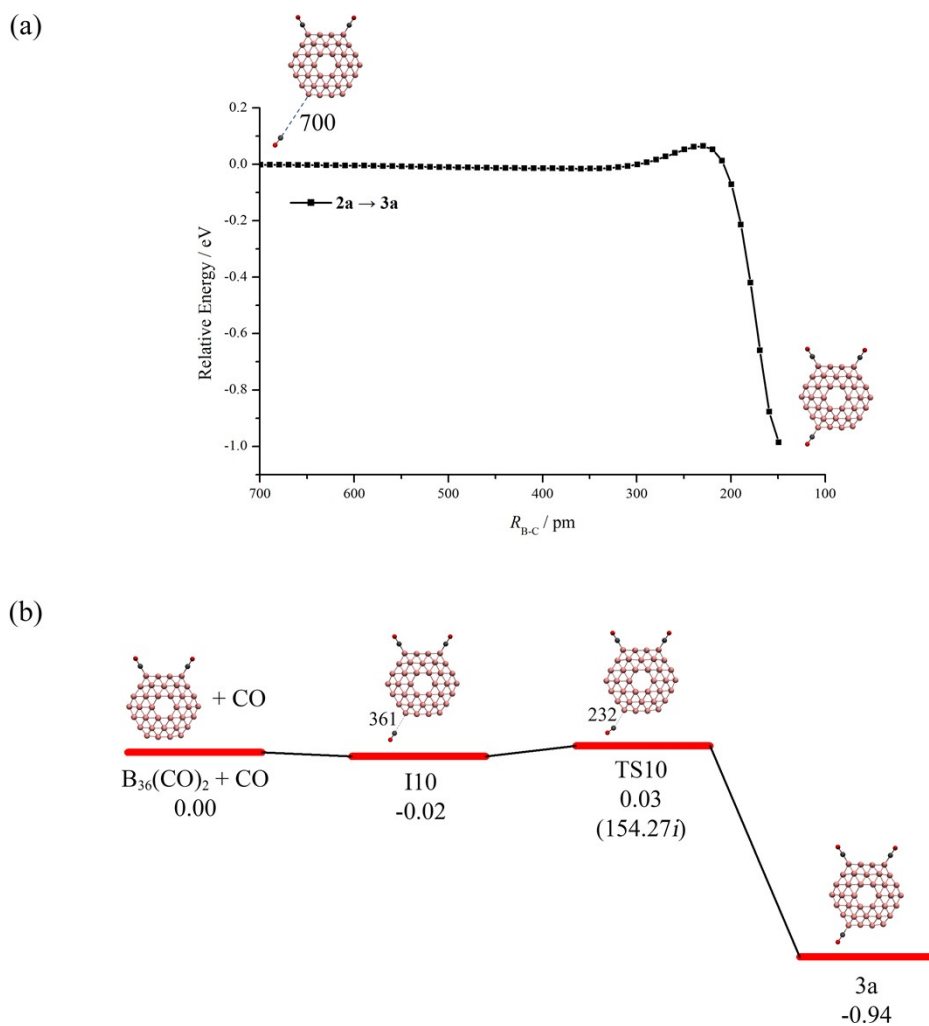 (a)
700
0.2
0.0
-0.2
-0.4
-0.6
-0.8
-1.0
Relative Energy / eV
2a → 3a
700 600 500 400 300 200 100
R_B-C / pm
(b)
+ CO
361
232
B₃₆(CO)₂ + CO
0.00
I10
-0.02
TS10
0.03
(154.27i)
3a
-0.94